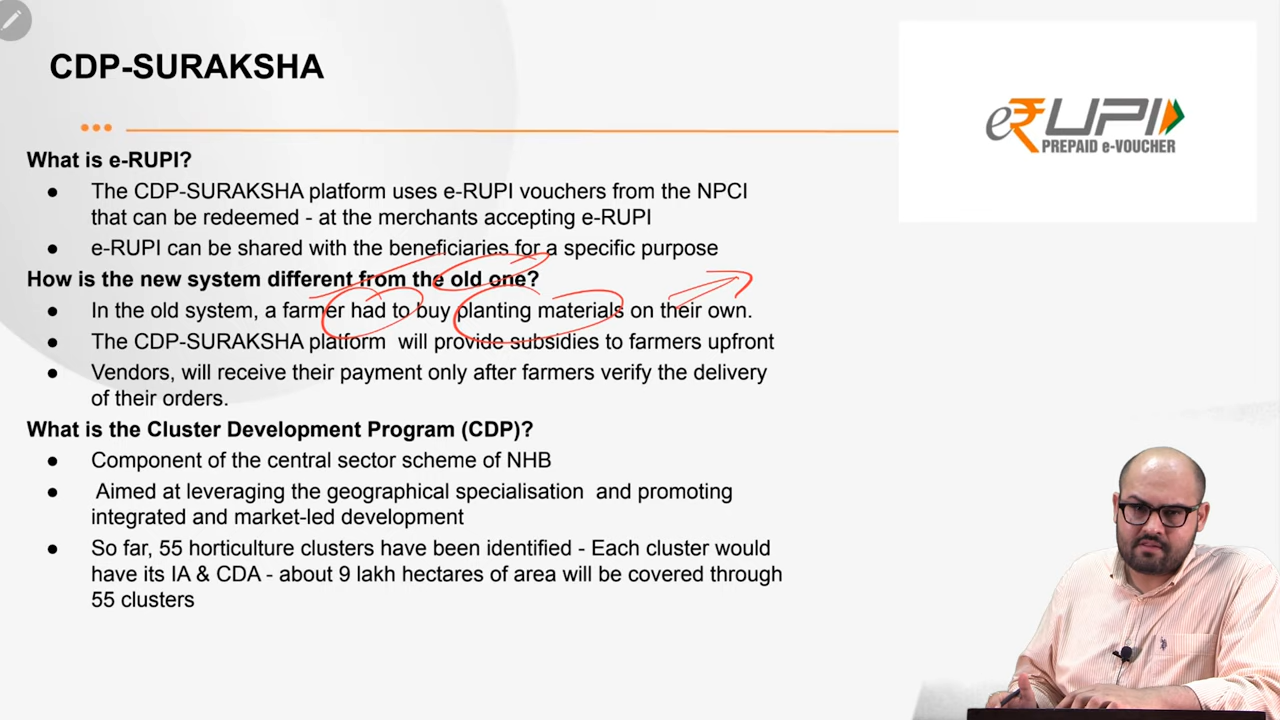 CDP-SURAKSHA
e₹UPI
PREPAID e-VOUCHER
What is e-RUPI?
● The CDP-SURAKSHA platform uses e-RUPI vouchers from the NPCI
that can be redeemed - at the merchants accepting e-RUPI
● e-RUPI can be shared with the beneficiaries for a specific purpose
How is the new system different from the old one?
● In the old system, a farmer had to buy planting materials on their own.
● The CDP-SURAKSHA platform will provide subsidies to farmers upfront
● Vendors, will receive their payment only after farmers verify the delivery
of their orders.
What is the Cluster Development Program (CDP)?
● Component of the central sector scheme of NHB
● Aimed at leveraging the geographical specialisation and promoting
integrated and market-led development
● So far, 55 horticulture clusters have been identified - Each cluster would
have its IA & CDA - about 9 lakh hectares of area will be covered through
55 clusters